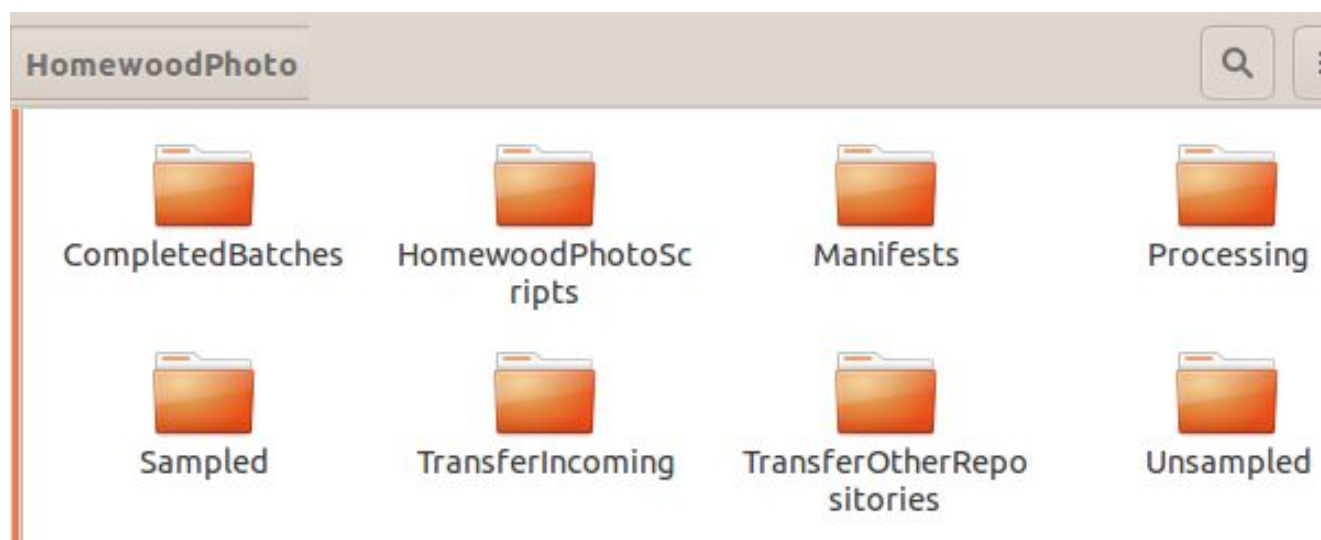 HomewoodPhoto
CompletedBatches
HomewoodPhotoSc
ripts
Manifests
Processing
Sampled
TransferIncoming
TransferOtherRepo
sitories
Unsampled